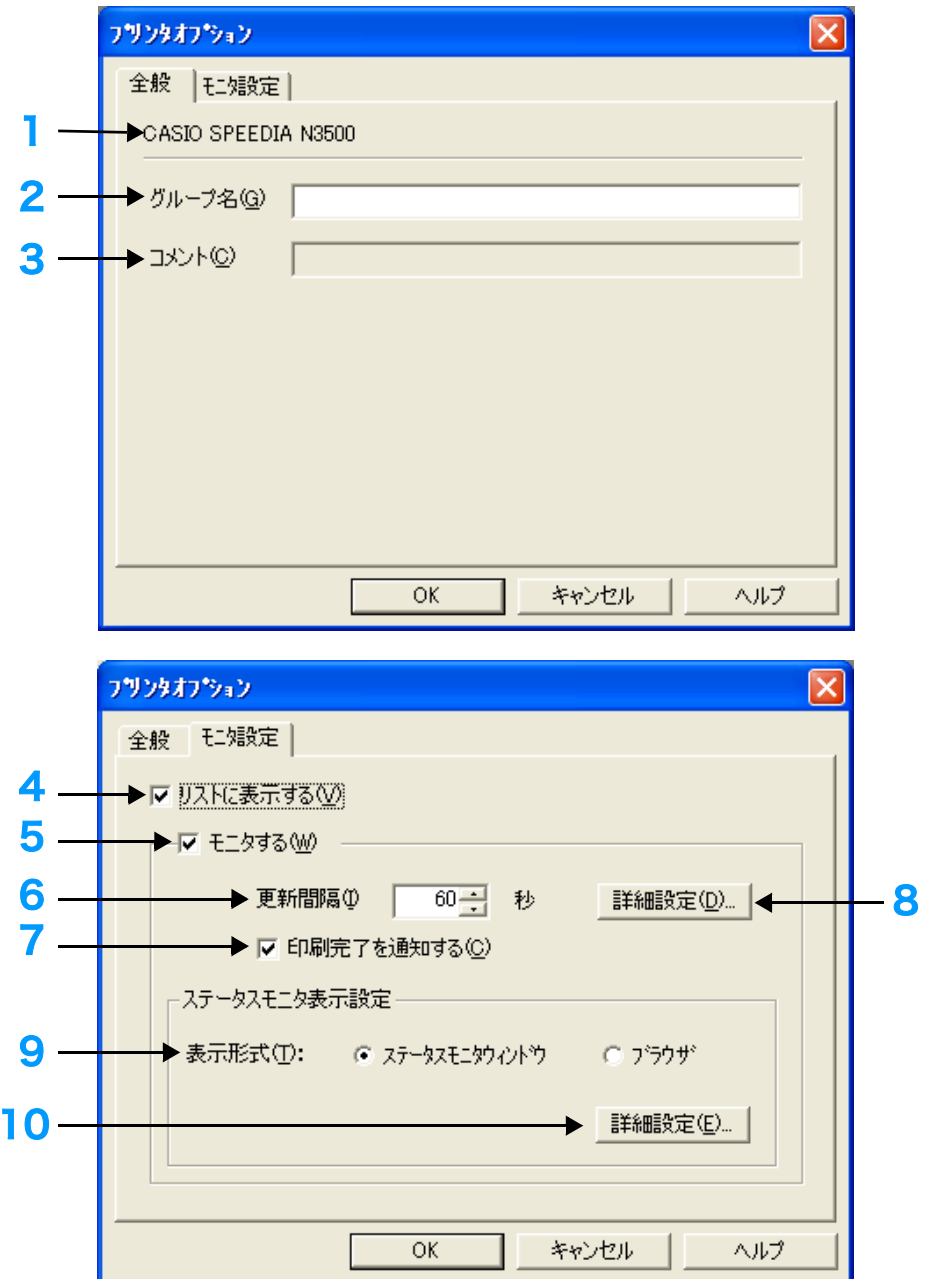 プリンタオプション
全般 モニタ設定
1 CASIO SPEEDIA N3500
2 グループ名(G)
3 コメント(C)
OK キャンセル ヘルプ
プリンタオプション
全般 モニタ設定
4 リストに表示する(V)
5 モニタする(W)
6 更新間隔(I) 60 秒 詳細設定(D)... 8
7 印刷完了を通知する(C)
ステータスモニタ表示設定
9 表示形式(T): ステータスモニタウィンドウ ブラウザ
10 詳細設定(E)...
OK キャンセル ヘルプ